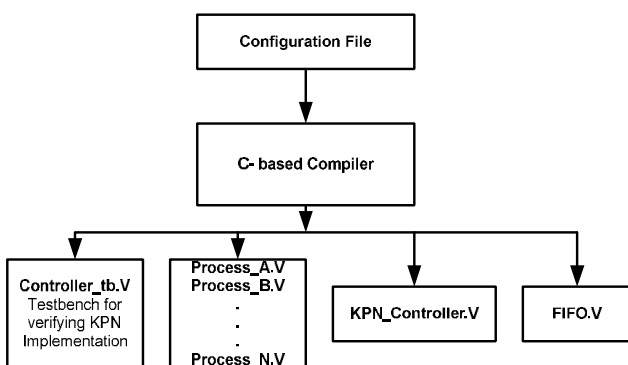 Configuration File
C- based Compiler
Controller_tb.V
Testbench for
verifying KPN
Implementation
Process_A.V
Process_B.V
.
.
.
Process_N.V
KPN_Controller.V
FIFO.V